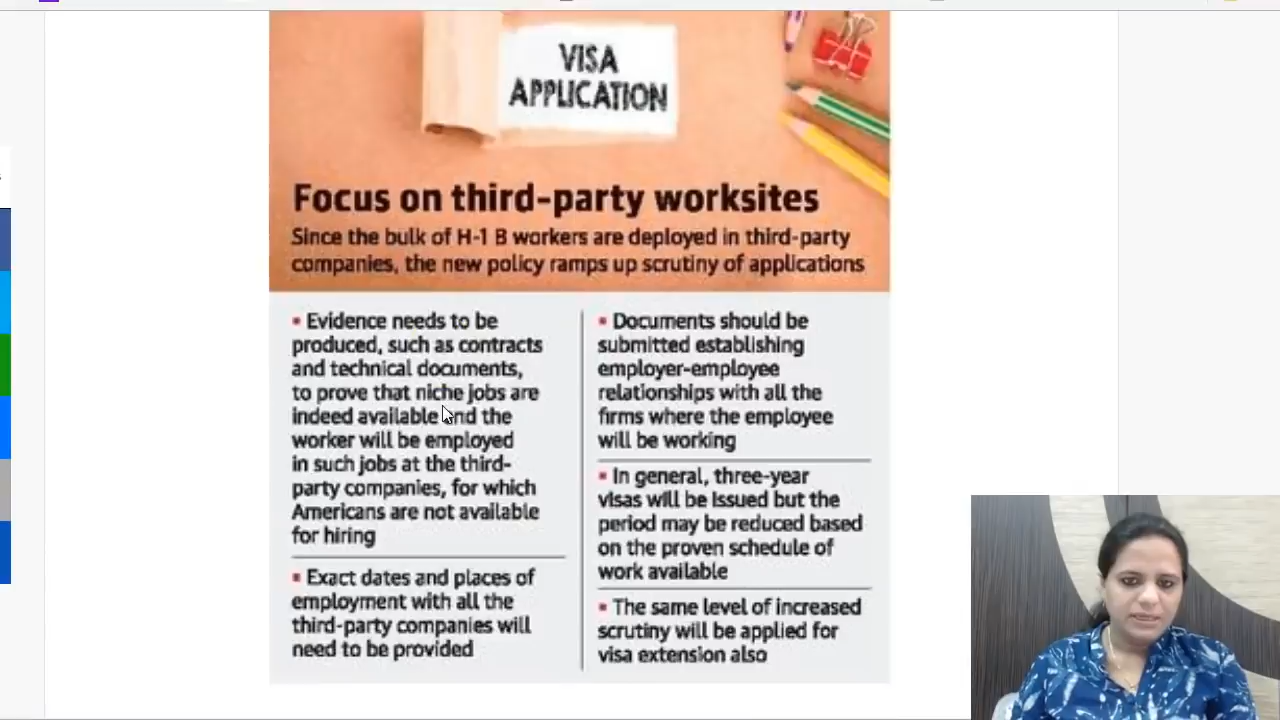 VISA
APPLICATION
Focus on third-party worksites
Since the bulk of H-1 B workers are deployed in third-party
companies, the new policy ramps up scrutiny of applications
▪ Evidence needs to be
produced, such as contracts
and technical documents,
to prove that niche jobs are
indeed available and the
worker will be employed
in such jobs at the third-
party companies, for which
Americans are not available
for hiring
▪ Exact dates and places of
employment with all the
third-party companies will
need to be provided
▪ Documents should be
submitted establishing
employer-employee
relationships with all the
firms where the employee
will be working
▪ In general, three-year
visas will be issued but the
period may be reduced based
on the proven schedule of
work available
▪ The same level of increased
scrutiny will be applied for
visa extension also